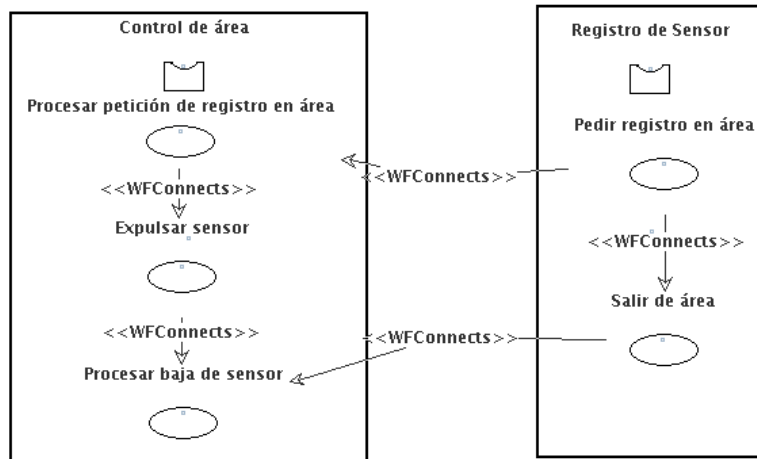 Control de área
Procesar petición de registro en área
<<WFConnects>>
Expulsar sensor
<<WFConnects>>
Procesar baja de sensor
<<WFConnects>>
<<WFConnects>>
Registro de Sensor
Pedir registro en área
<<WFConnects>>
Salir de área